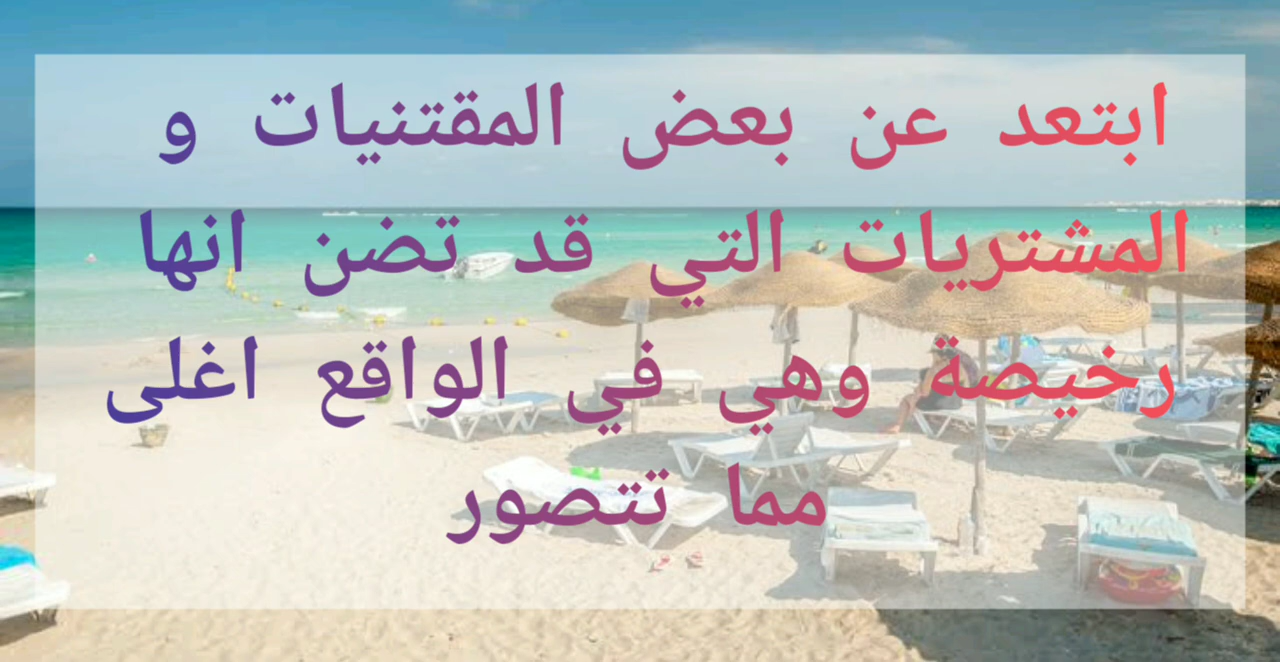 ابتعد عن بعض المقتنيات و
المشتريات التي قد تضن انها
رخيصة وهي في الواقع اغلى
مما تتصور